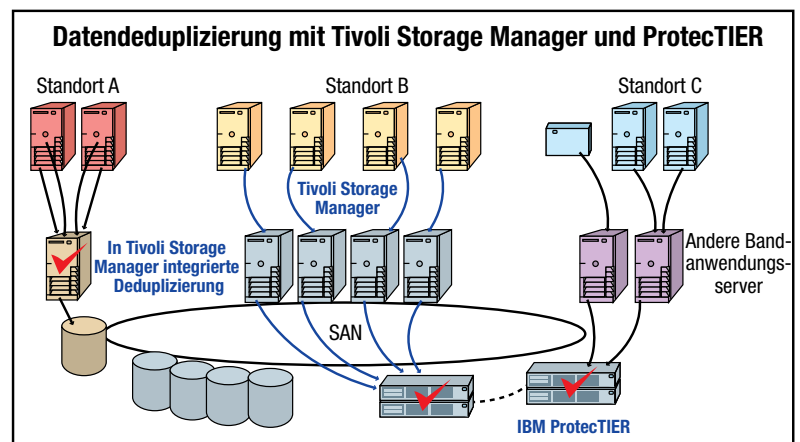 Datendeduplizierung mit Tivoli Storage Manager und ProtecTIER
Standort A
Standort B
Standort C
Tivoli Storage
Manager
In Tivoli Storage
Manager integrierte
Deduplizierung
Andere Band-
anwendungs-
server
SAN
IBM ProtecTIER